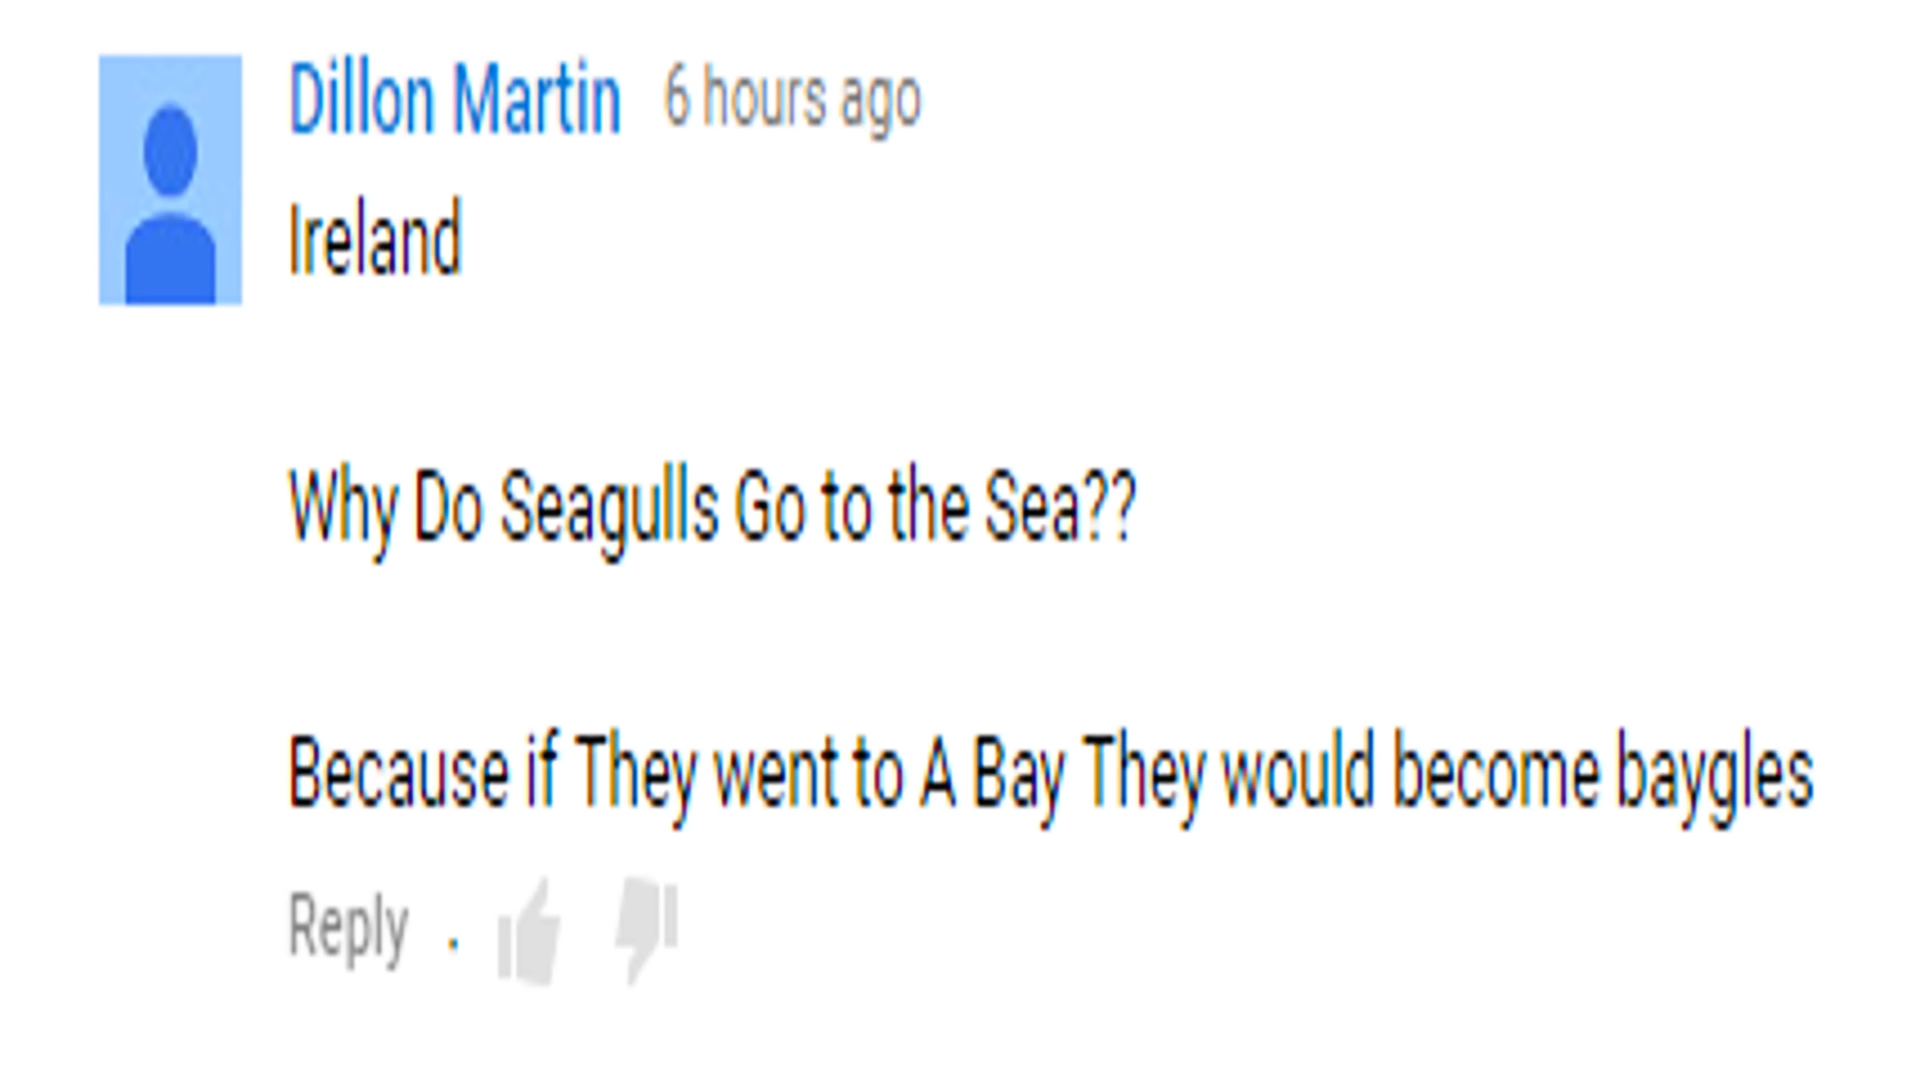 Dillon Martin 6 hours ago
Ireland
Why Do Seagulls Go to the Sea??
Because if They went to A Bay They would become baygles
Reply .